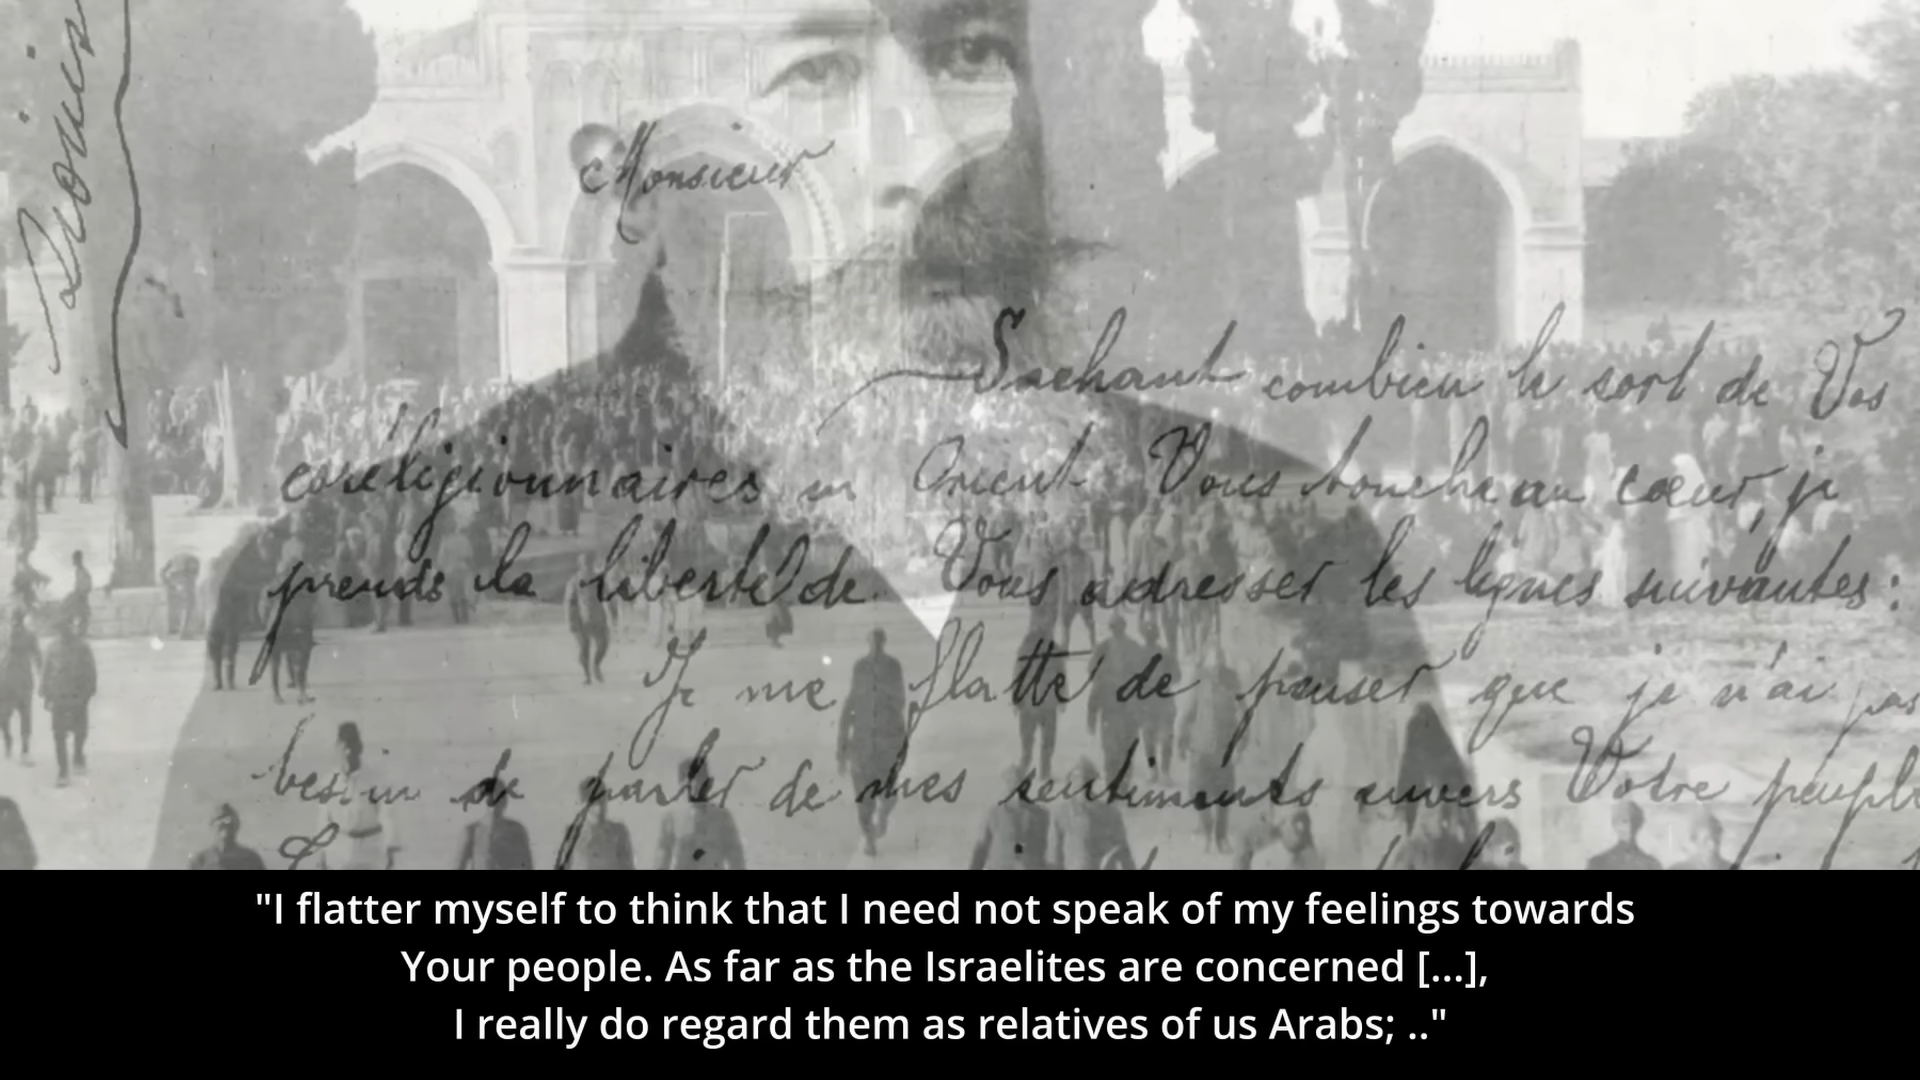 Monsieur
Sachant combien le sort de Vos
coréligionnaires en Orient Vous touche au cœur, je
prends la liberté de Vous adresser les lignes suivantes:
Je me flatte de penser que je n'ai pas
besoin de parler de mes sentiments envers Votre peuple
"I flatter myself to think that I need not speak of my feelings towards
Your people. As far as the Israelites are concerned [...],
I really do regard them as relatives of us Arabs; .."